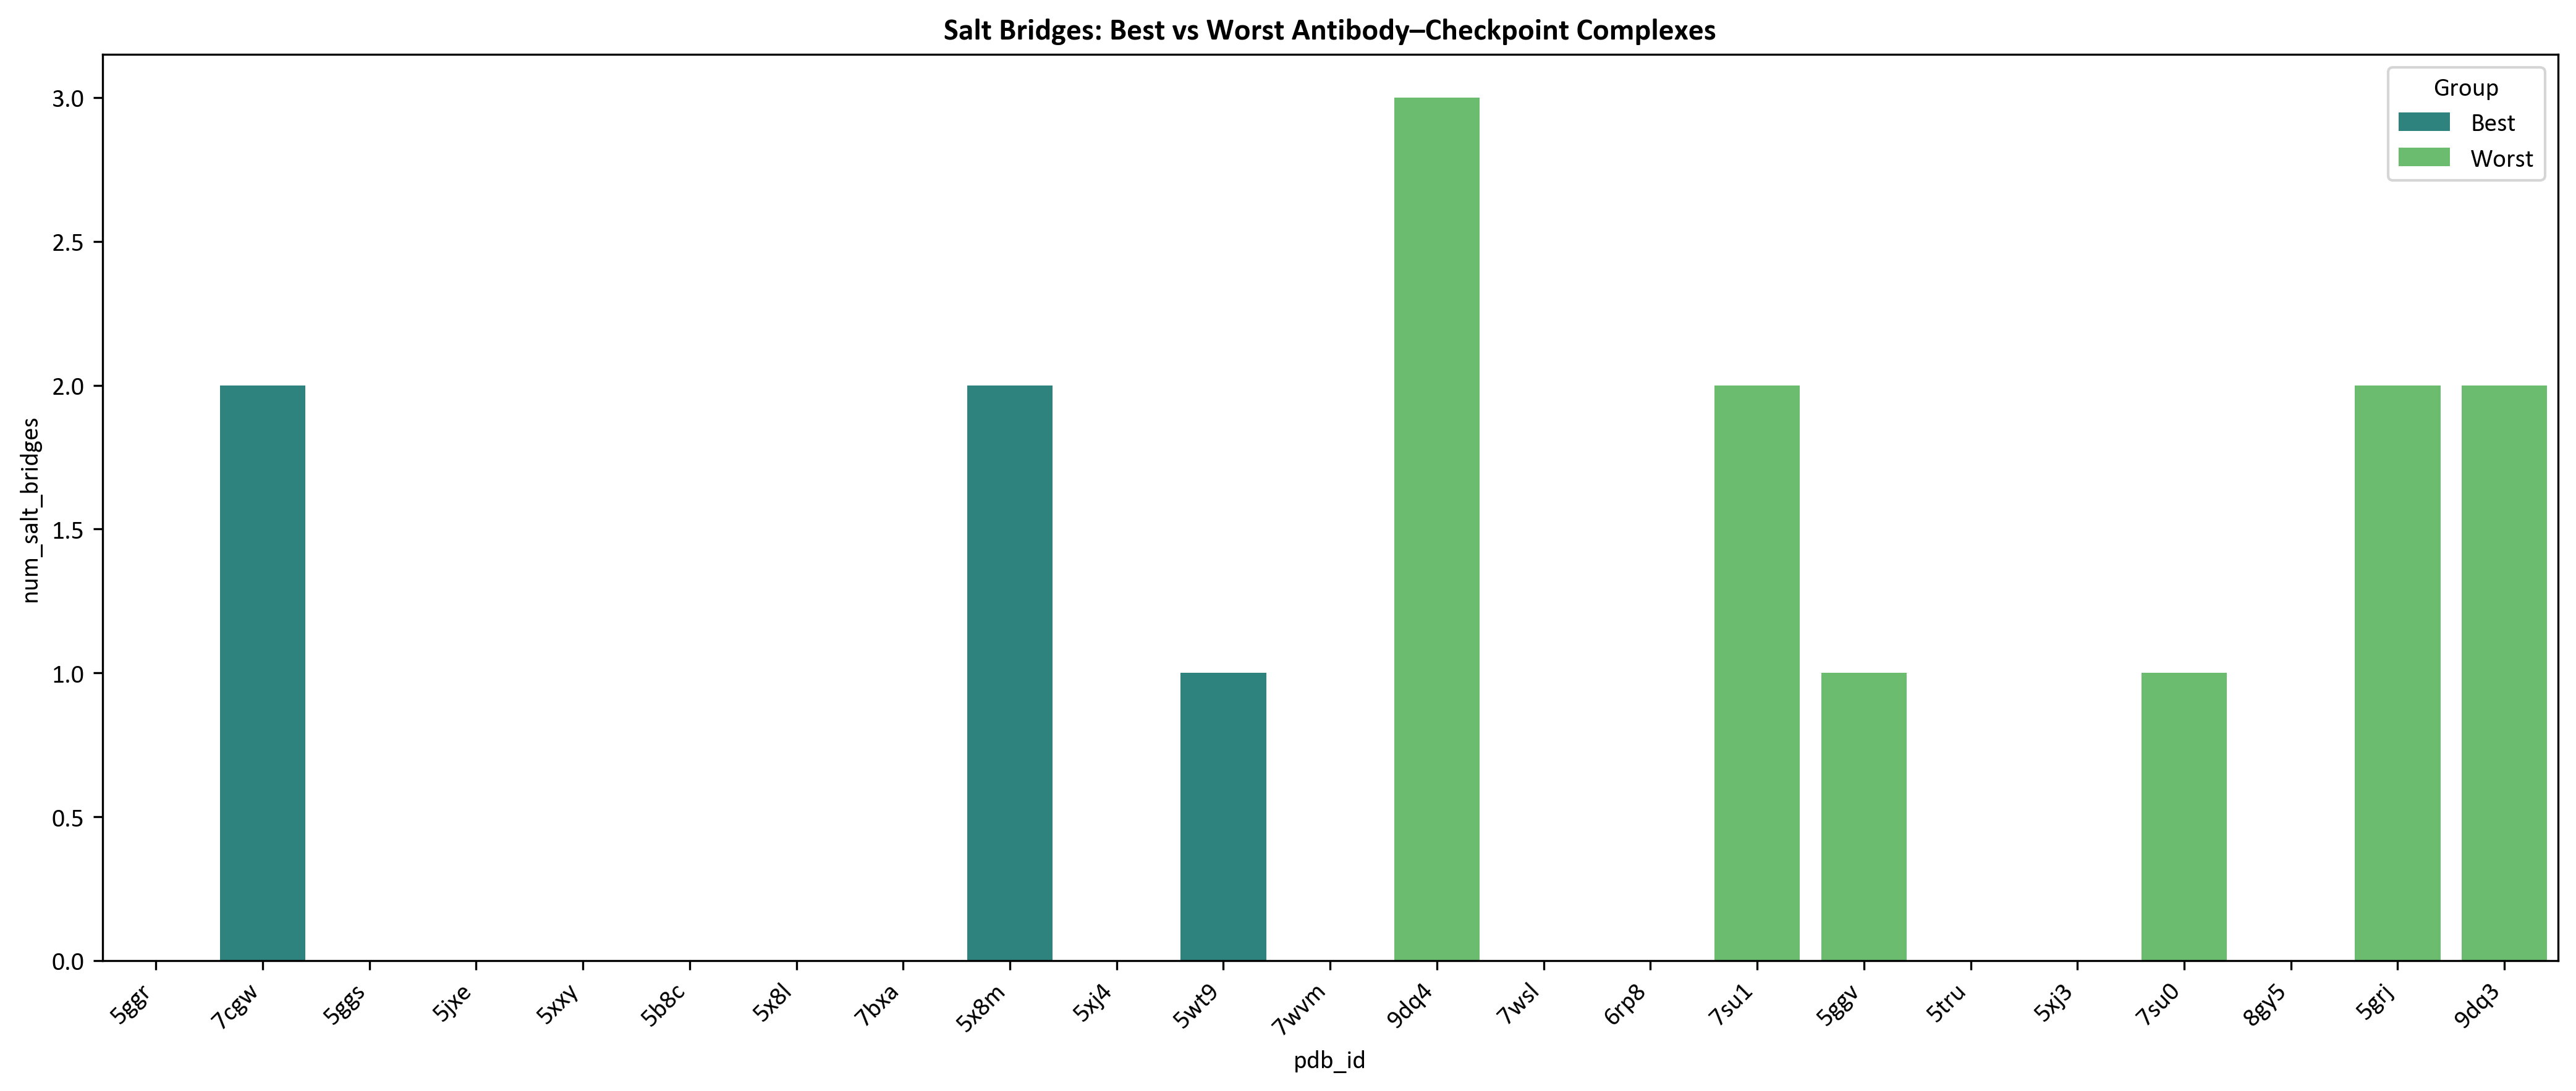 Salt Bridges: Best vs Worst Antibody–Checkpoint Complexes
Group
Best
Worst
num_salt_bridges
3.0
2.5
2.0
1.5
1.0
0.5
0.0
5ggr
7cgw
5ggs
5jxe
5xxy
5b8c
5x8l
7bxa
5x8m
5xj4
5wt9
7wvm
9dq4
7wsl
6rp8
7su1
5ggv
5tru
5xj3
7su0
8gy5
5grj
9dq3
pdb_id